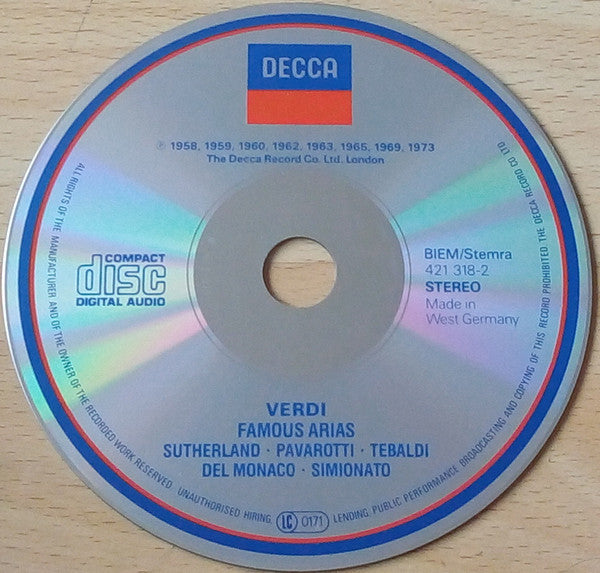 DECCA
℗ 1958, 1959, 1960, 1962, 1963, 1965, 1969, 1973
The Decca Record Co. Ltd. London
COMPACT
disc
DIGITAL AUDIO
BIEM/Stemra
421 318-2
STEREO
Made in
West Germany
VERDI
FAMOUS ARIAS
SUTHERLAND · PAVAROTTI · TEBALDI
DEL MONACO · SIMIONATO
ALL RIGHTS OF THE MANUFACTURER AND OF THE OWNER OF THE RECORDED WORK RESERVED UNAUTHORISED HIRING LC 0171 LENDING PUBLIC PERFORMANCE BROADCASTING AND COPYING OF THIS RECORD PROHIBITED THE DECCA RECORD CO LTD